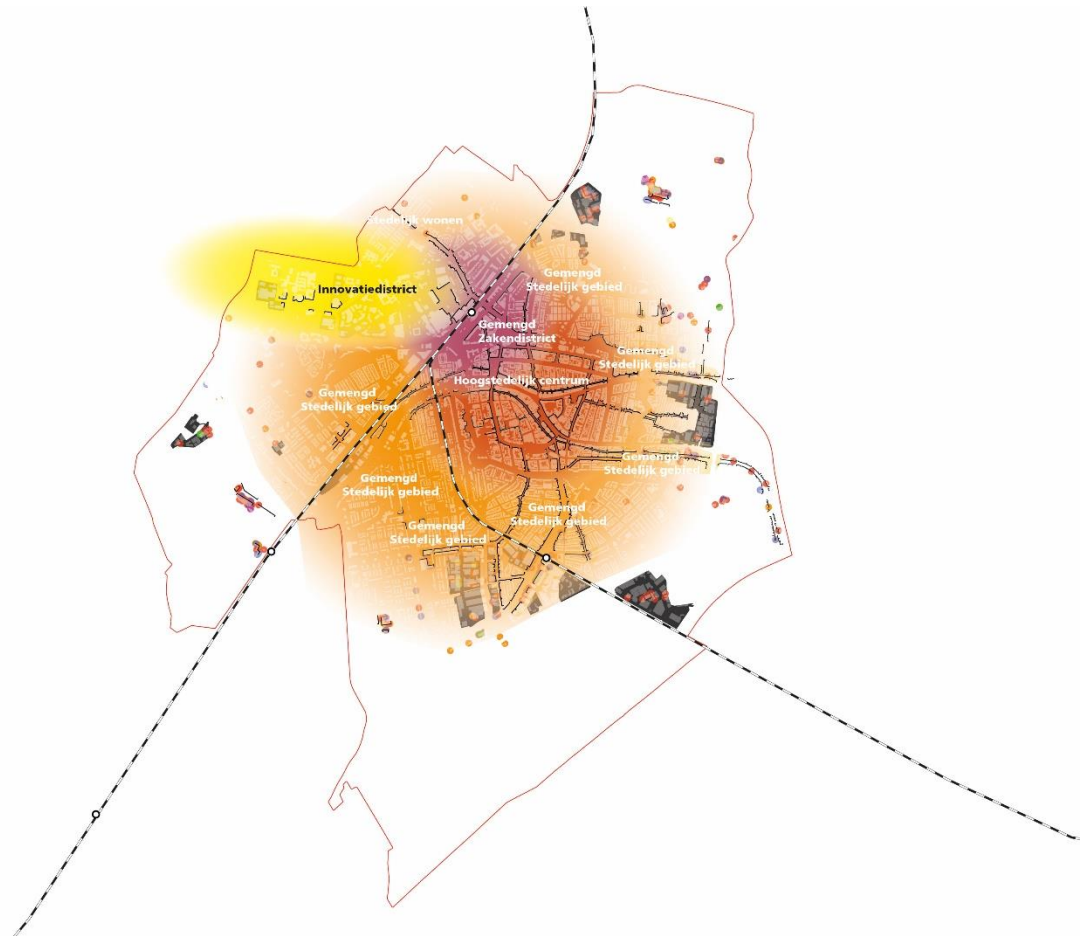 Stedelijk wonen
Gemengd
Stedelijk gebied
Innovatiedistrict
Gemengd
Zakendistrict
Gemengd
Stedelijk gebied
Hoogstedelijk centrum
Gemengd
Stedelijk gebied
Gemengd
Stedelijk gebied
Gemengd
Stedelijk gebied
Gemengd
Stedelijk gebied
Gemengd
Stedelijk gebied